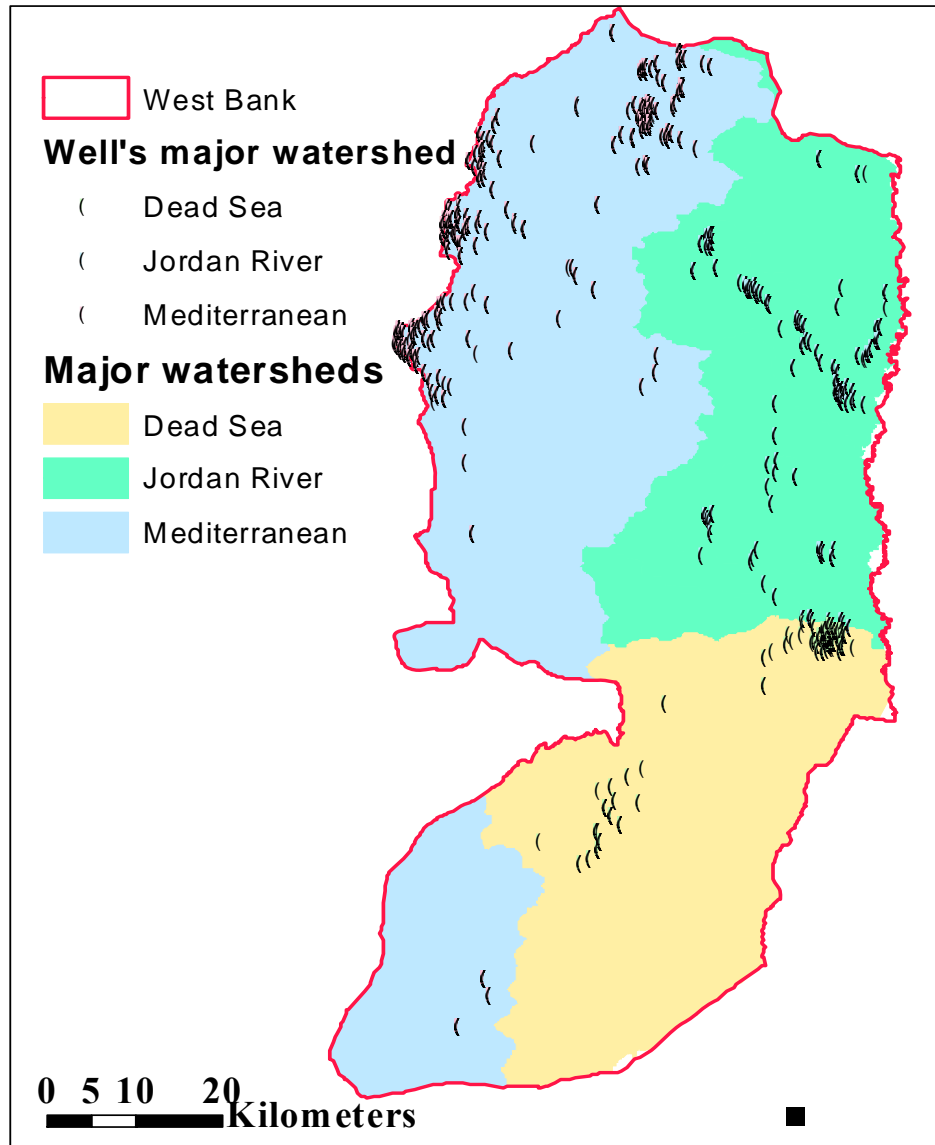 West Bank
Well's major watershed
Dead Sea
Jordan River
Mediterranean
Major watersheds
Dead Sea
Jordan River
Mediterranean
0 5 10 20
Kilometers